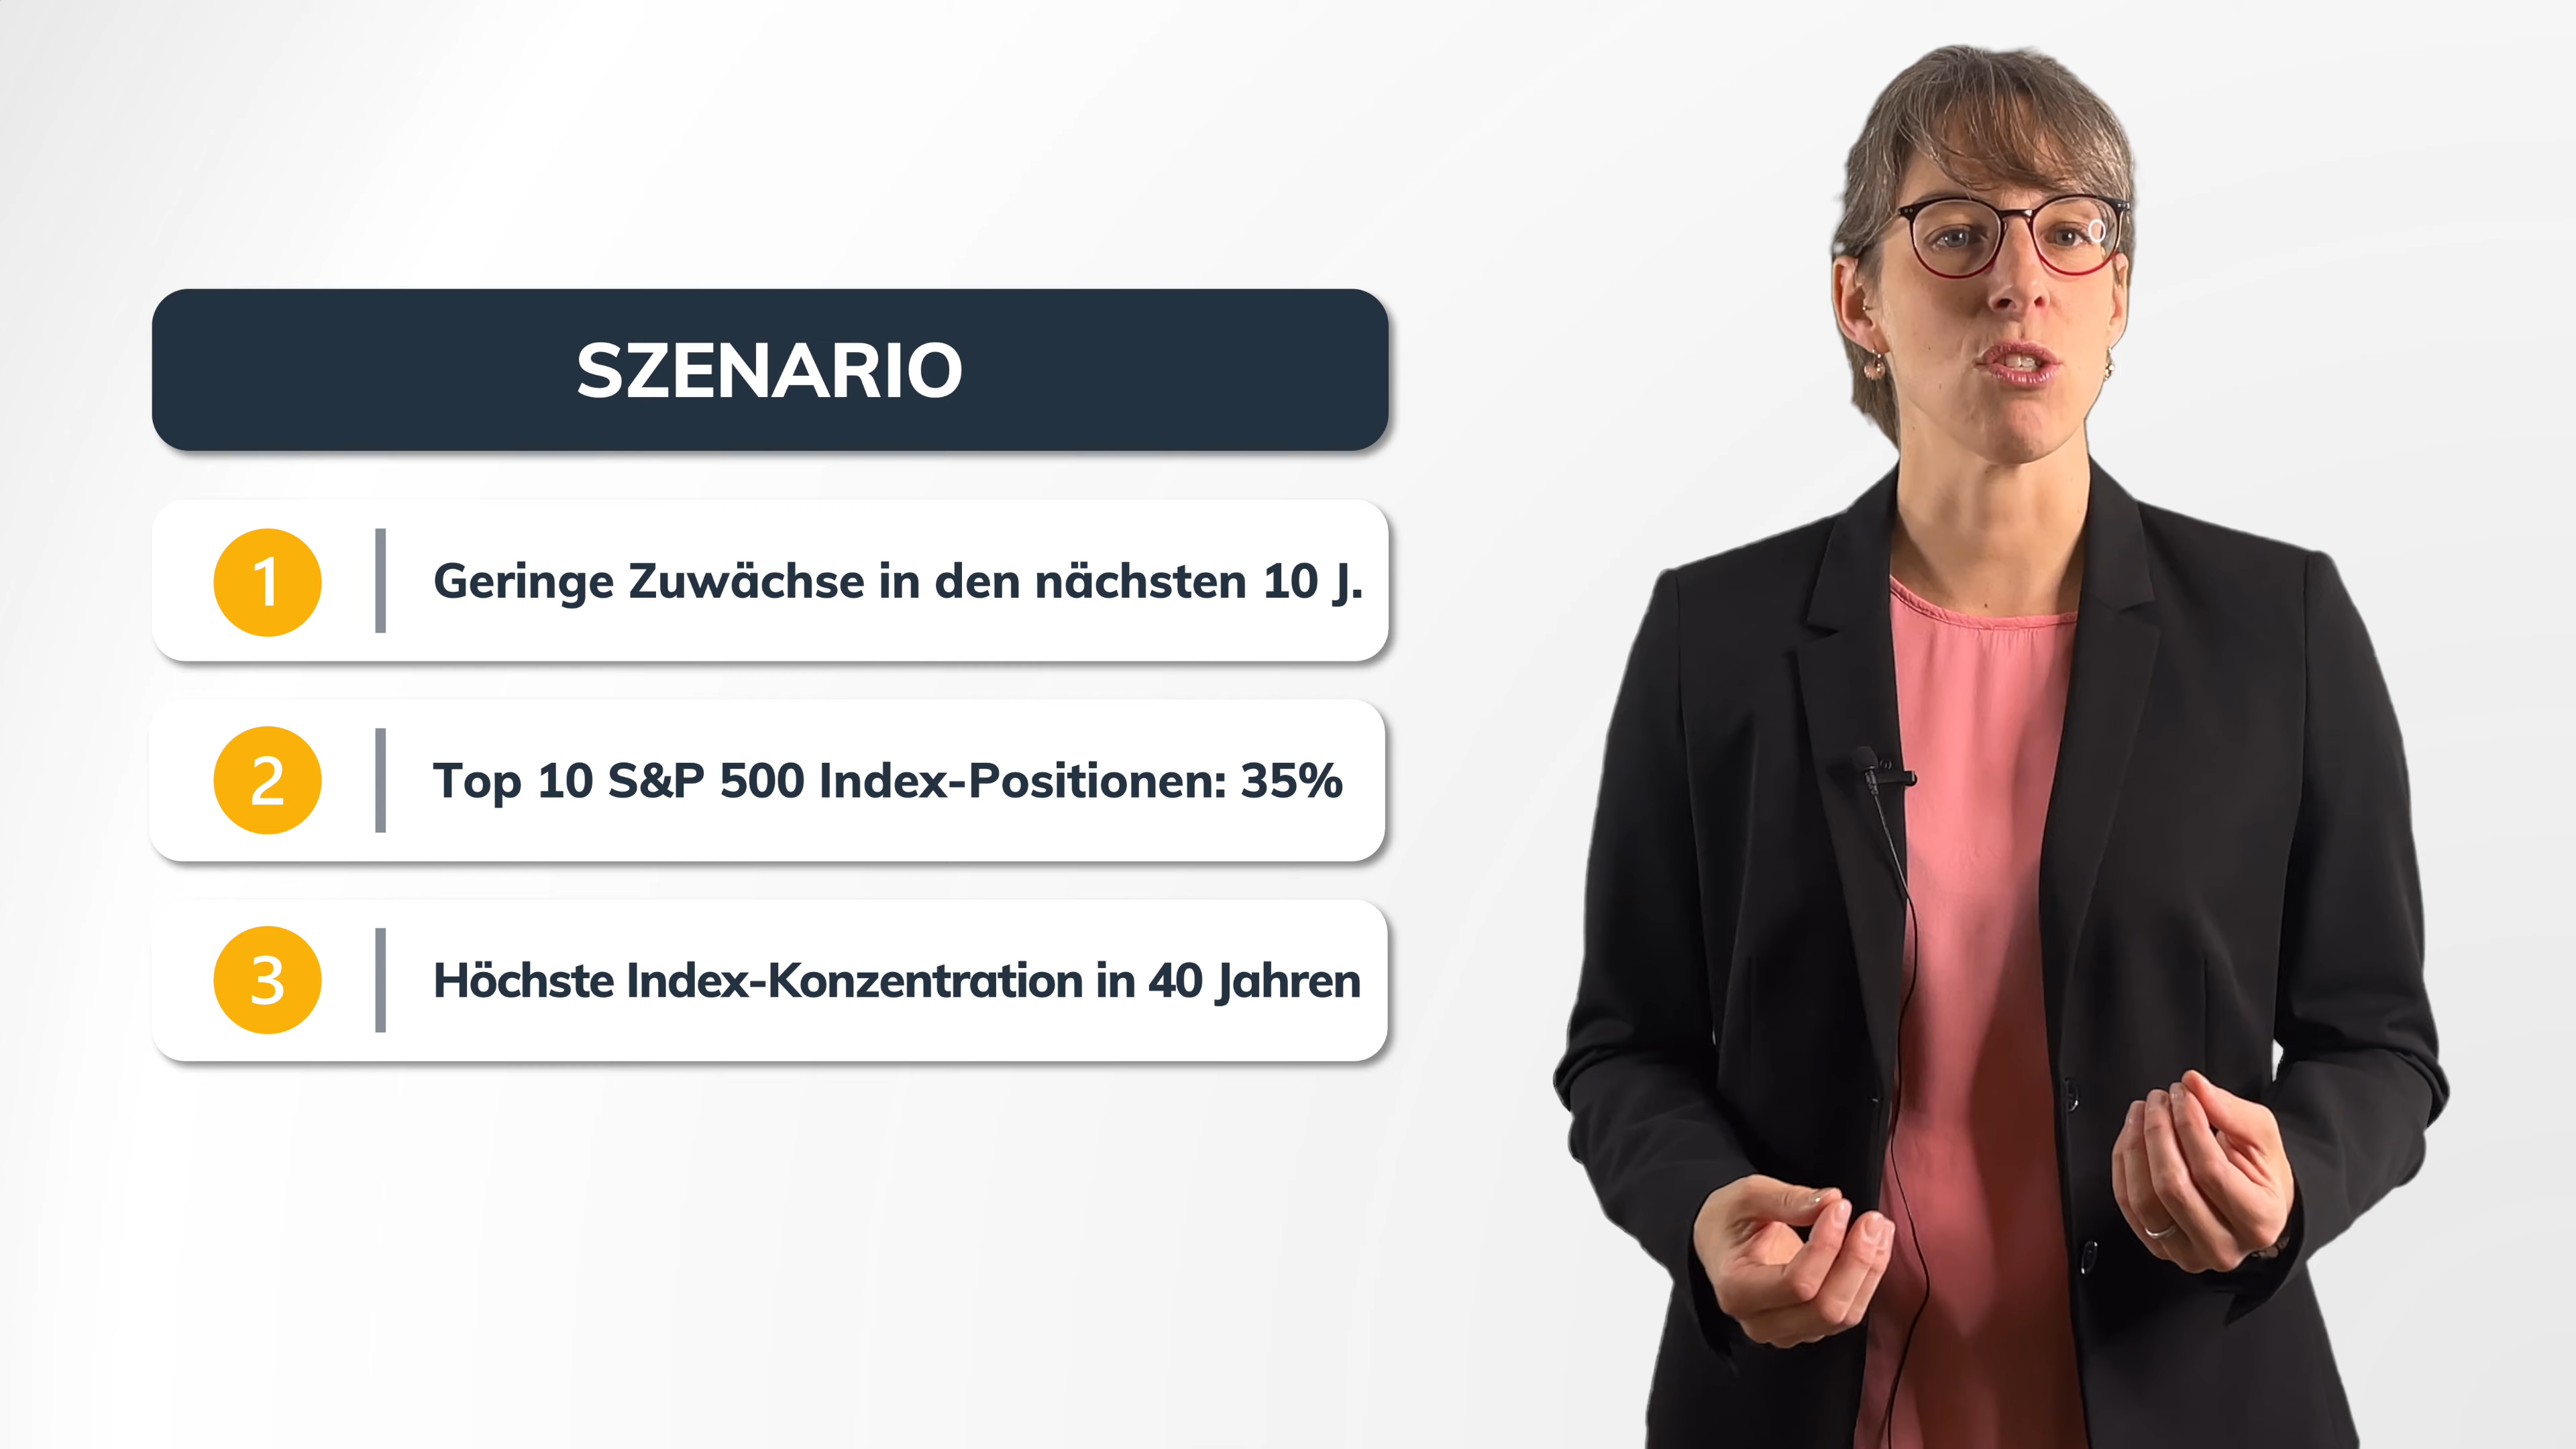 SZENARIO
1
Geringe Zuwächse in den nächsten 10 J.
2
Top 10 S&P 500 Index-Positionen: 35%
3
Höchste Index-Konzentration in 40 Jahren